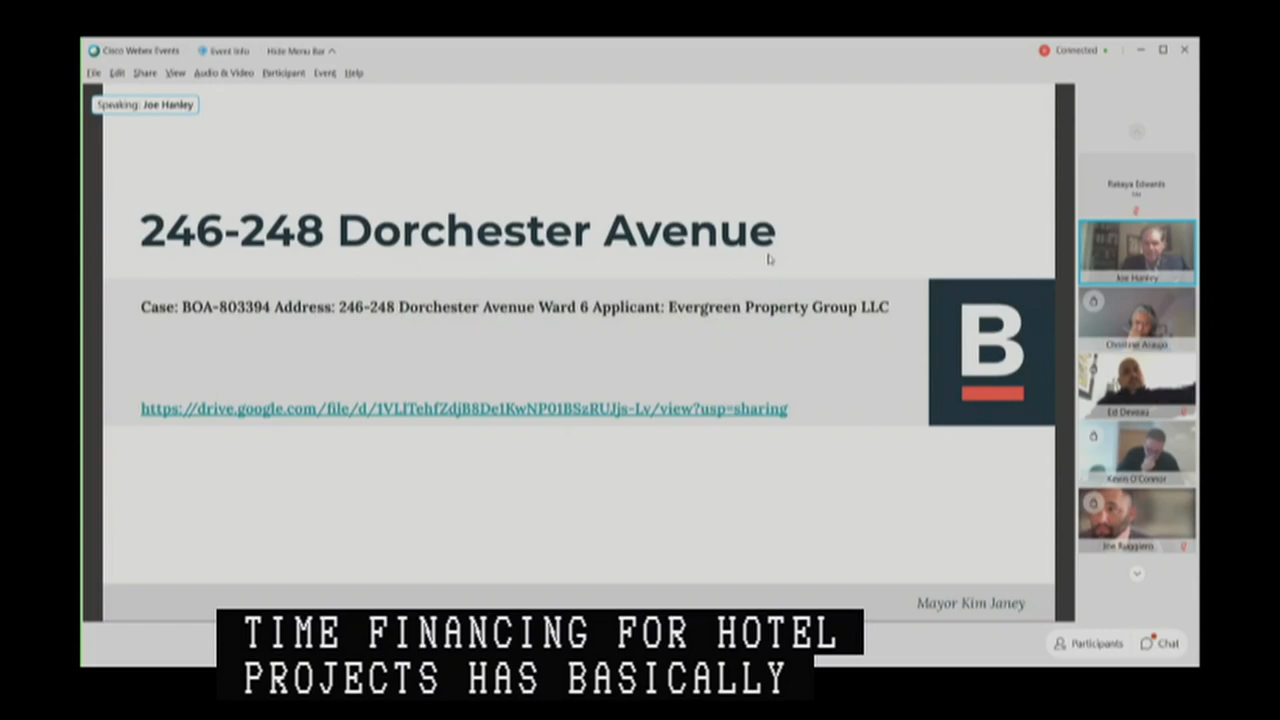 Cisco Webex Events Event Info Hide Menu Bar Connected
File Edit Share View Audio & Video Participant Event Help
Speaking: Joe Hanley
246-248 Dorchester Avenue
Case: BOA-803394 Address: 246-248 Dorchester Avenue Ward 6 Applicant: Evergreen Property Group LLC
B
Mayor Kim Janey
Rakeya Edwards
Joe Hanley
Christine Araujo
Ed Deveau
Kevin O'Connor
Joe Ruggiero
Participants Chat
TIME FINANCING FOR HOTEL
PROJECTS HAS BASICALLY